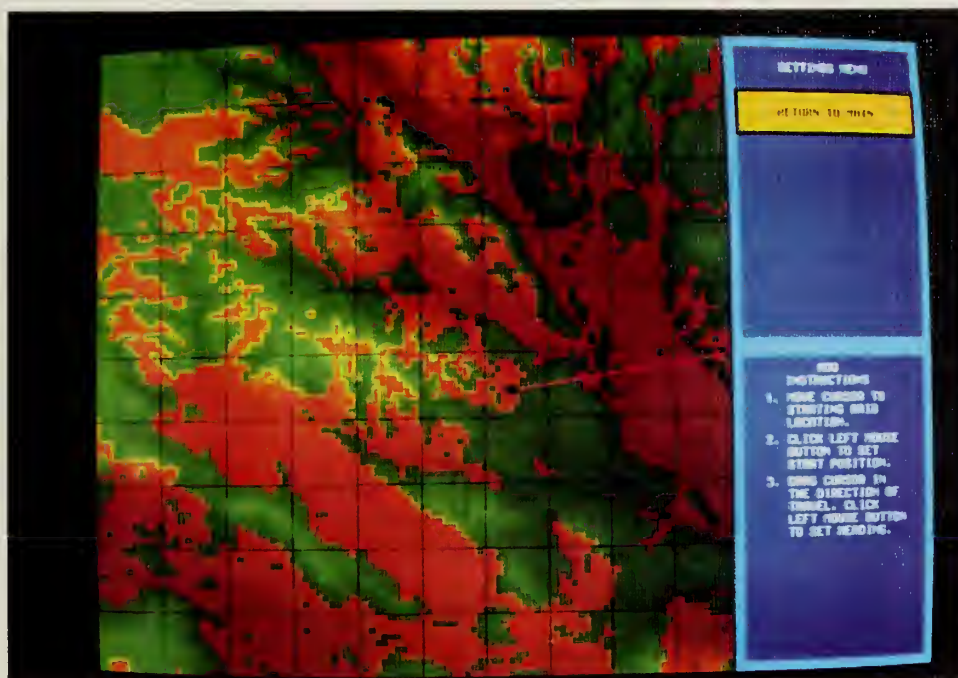 SETTINGS MENU
RETURN TO MAIN
ADD
INSTRUCTIONS
1. MOVE CURSOR TO
STARTING GRID
LOCATION.
2. CLICK LEFT MOUSE
BUTTON TO SET
START POSITION.
3. DRAG CURSOR IN
THE DIRECTION OF
TRAVEL. CLICK
LEFT MOUSE BUTTON
TO SET HEADING.